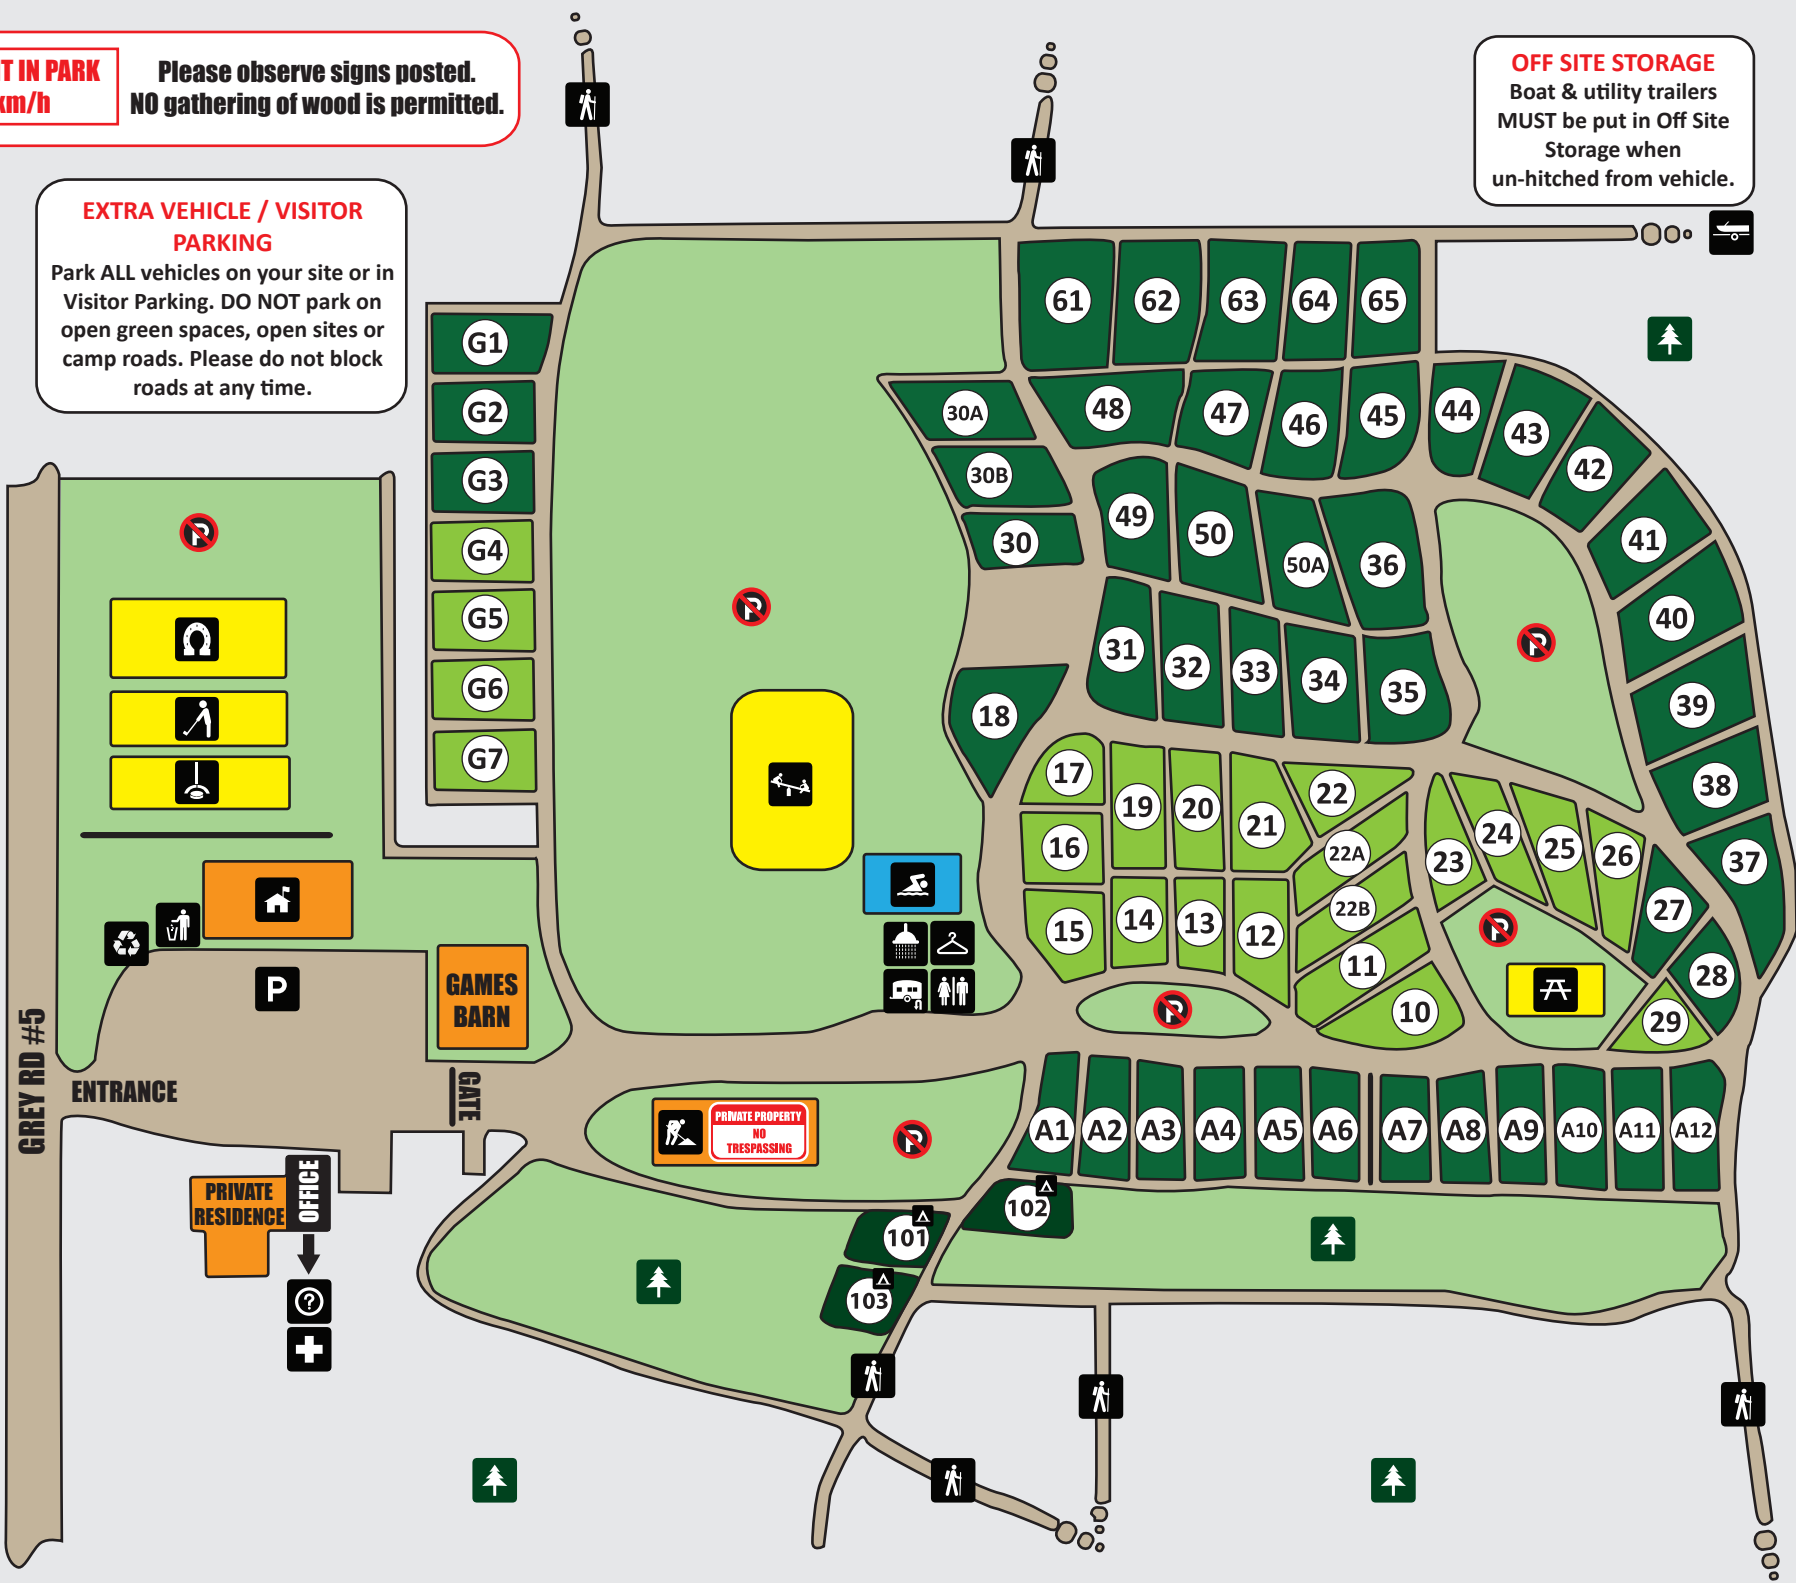 T IN PARK
km/h
Please observe signs posted.
NO gathering of wood is permitted.
OFF SITE STORAGE
Boat & utility trailers
MUST be put in Off Site
Storage when
un-hitched from vehicle.
EXTRA VEHICLE / VISITOR
PARKING
Park ALL vehicles on your site or in
Visitor Parking. DO NOT park on
open green spaces, open sites or
camp roads. Please do not block
roads at any time.
61 62 63 64 65
G1
G2
G3
G4
G5
G6
G7
30A
30B
30
48 47 46 45 44 43 42 41 40 39 38 37
49 50 50A 36
31 32 33 34 35
18
17 19 20 21 22
16 22A 23 24 25 26
15 14 13 12 22B 27
11 28
10 29
P
P
P
P
P
P
P
GAMES
BARN
GREY RD #5
ENTRANCE
GATE
PRIVATE PROPERTY
NO
TRESPASSING
A1 A2 A3 A4 A5 A6 A7 A8 A9 A10 A11 A12
PRIVATE
RESIDENCE
OFFICE
?
102
101
103